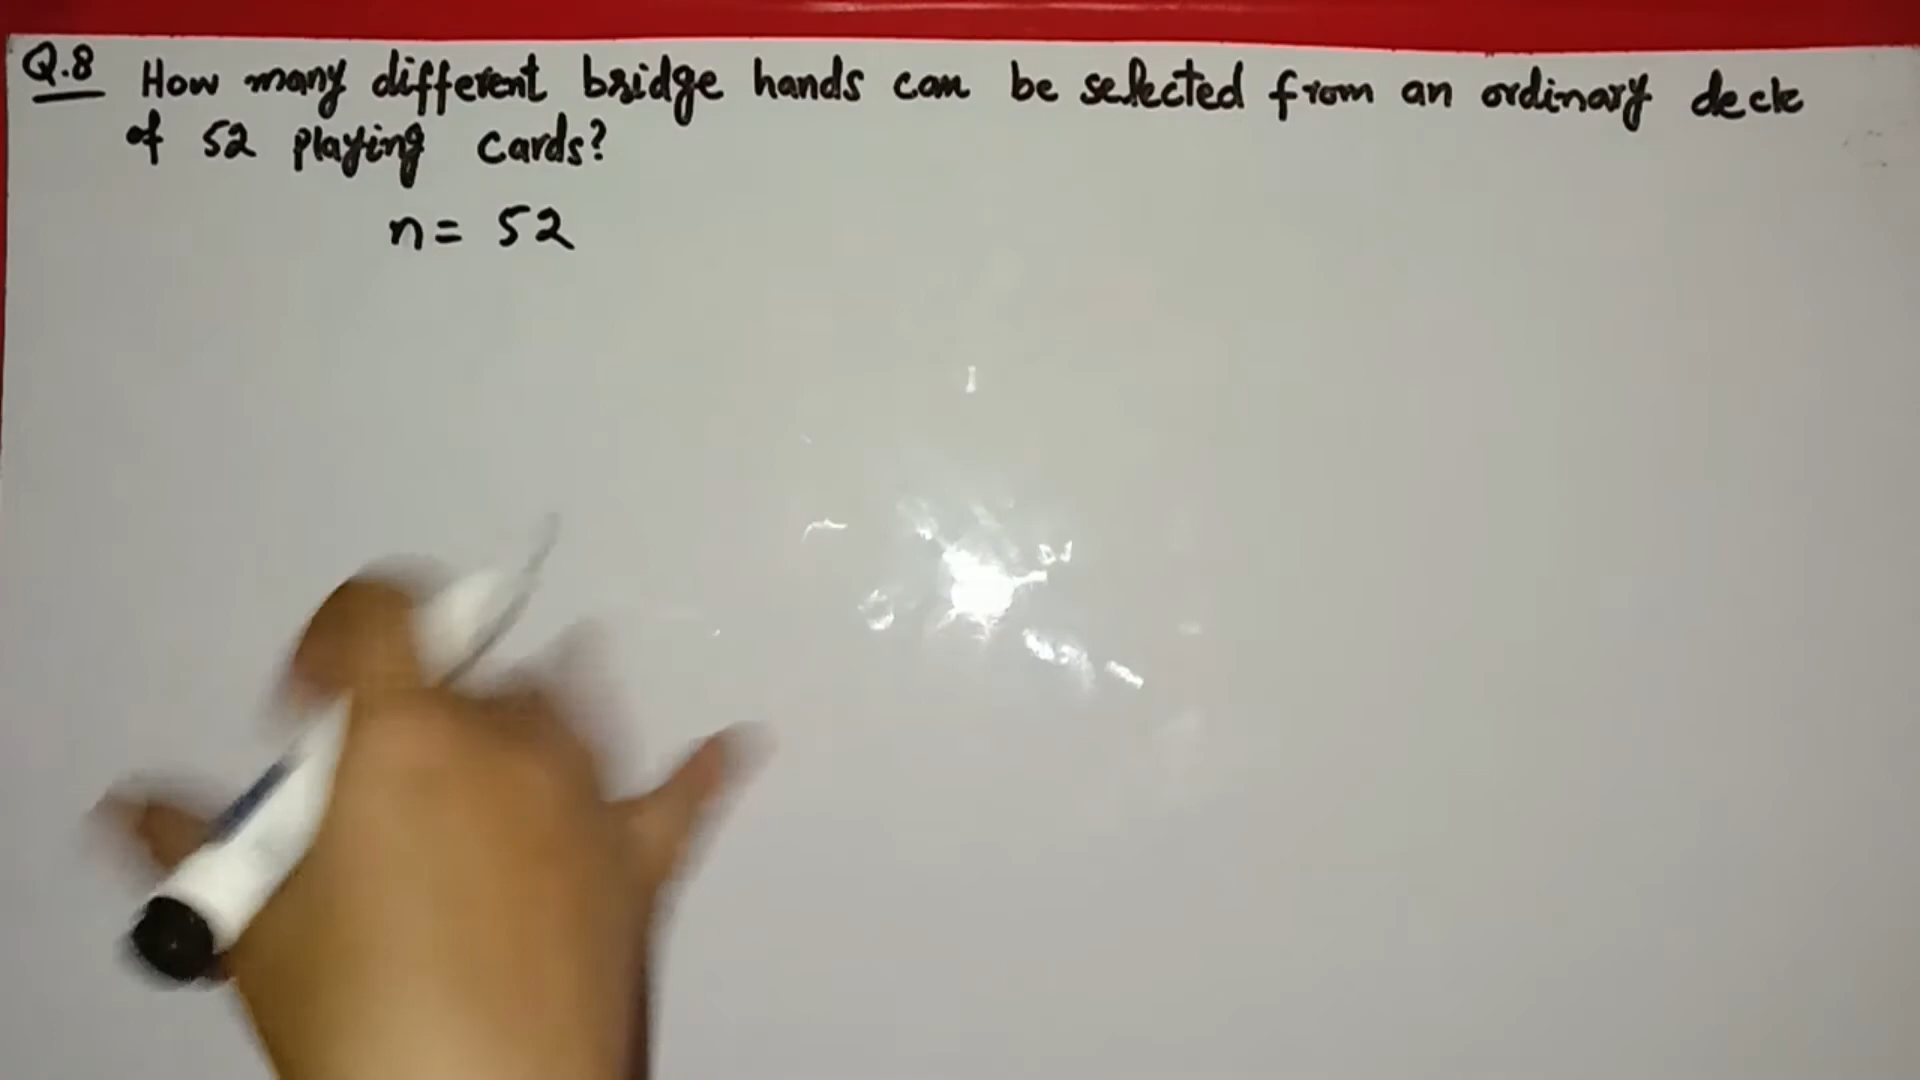 Q.8 How many different bridge hands can be selected from an ordinary deck
of 52 playing cards?
n = 52